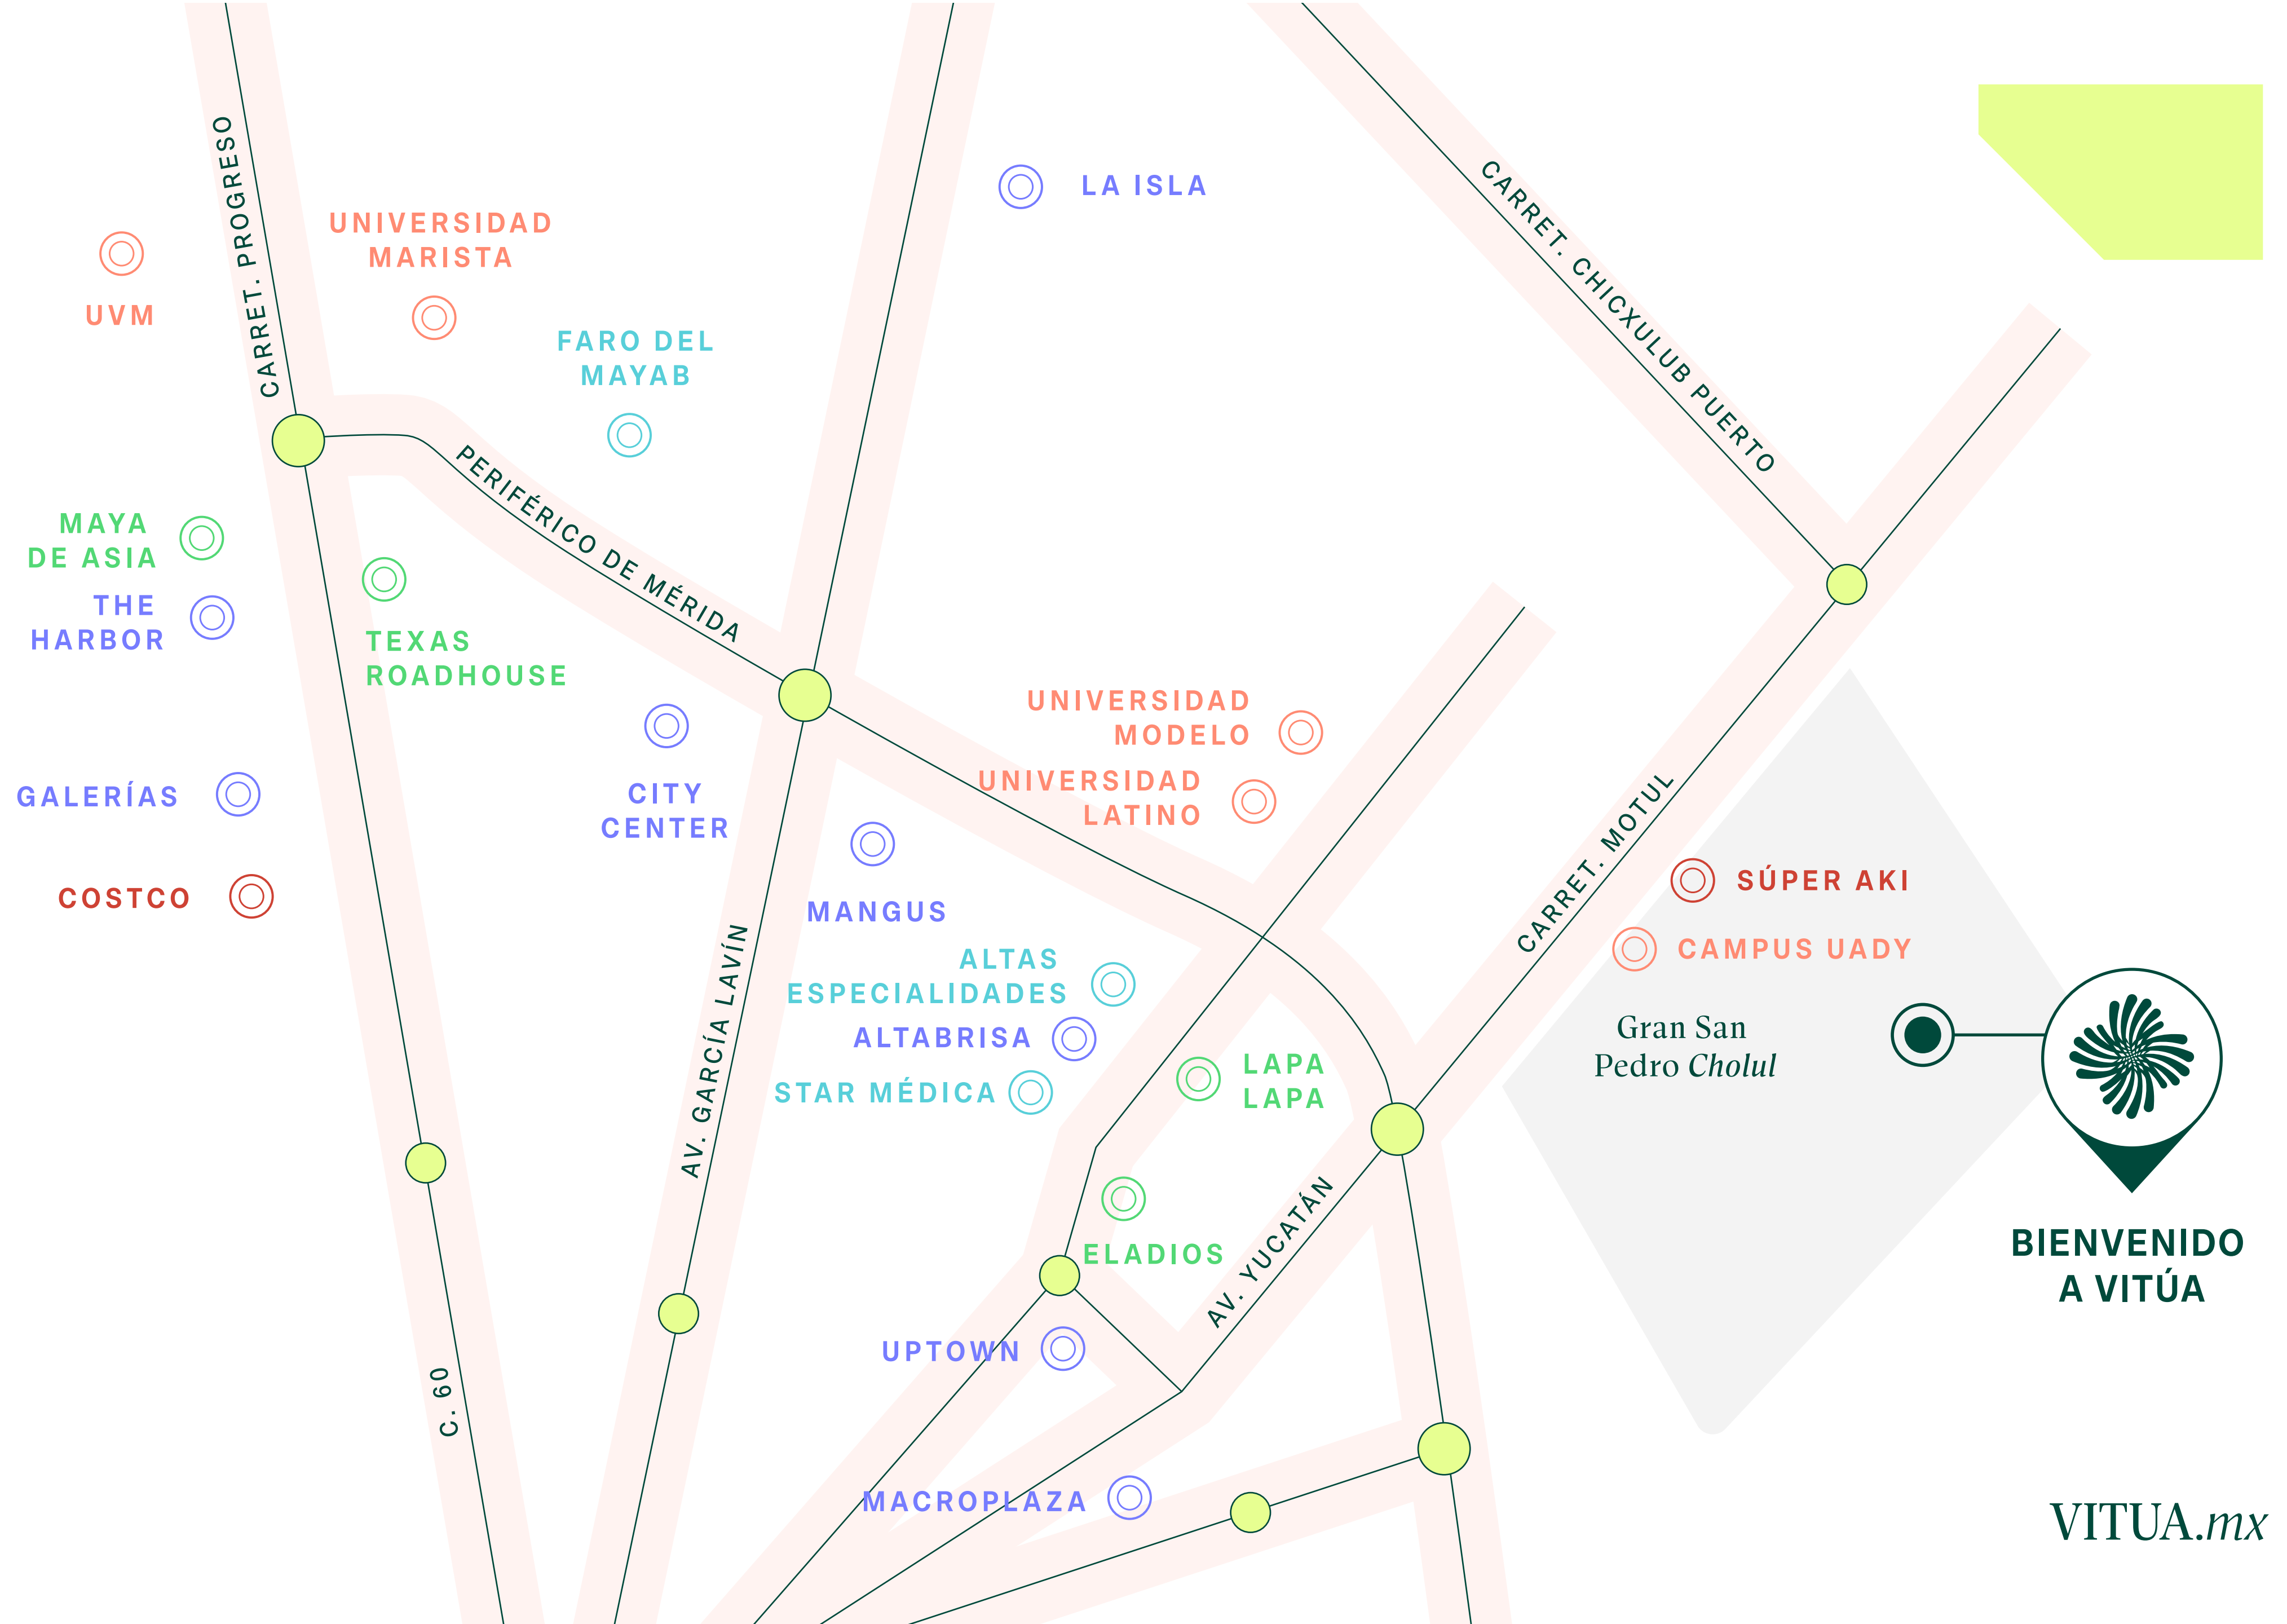 CARRET. PROGRESO
LA ISLA
CARRET. CHICXULUB PUERTO
UNIVERSIDAD
MARISTA
UVM
FARO DEL
MAYAB
PERIFÉRICO DE MÉRIDA
MAYA
DE ASIA
THE
HARBOR
TEXAS
ROADHOUSE
UNIVERSIDAD
MODELO
UNIVERSIDAD
LATINO
GALERÍAS
CITY
CENTER
CARRET. MOTUL
COSTCO
MANGUS
SÚPER AKI
CAMPUS UADY
ALTAS
ESPECIALIDADES
ALTABRISA
STAR MÉDICA
AV. GARCÍA LAVÍN
LAPA
LAPA
Gran San
Pedro Cholul
ELADIOS
AV. YUCATÁN
BIENVENIDO
A VITÚA
UPTOWN
C. 60
MACROPLAZA
VITUA.mx